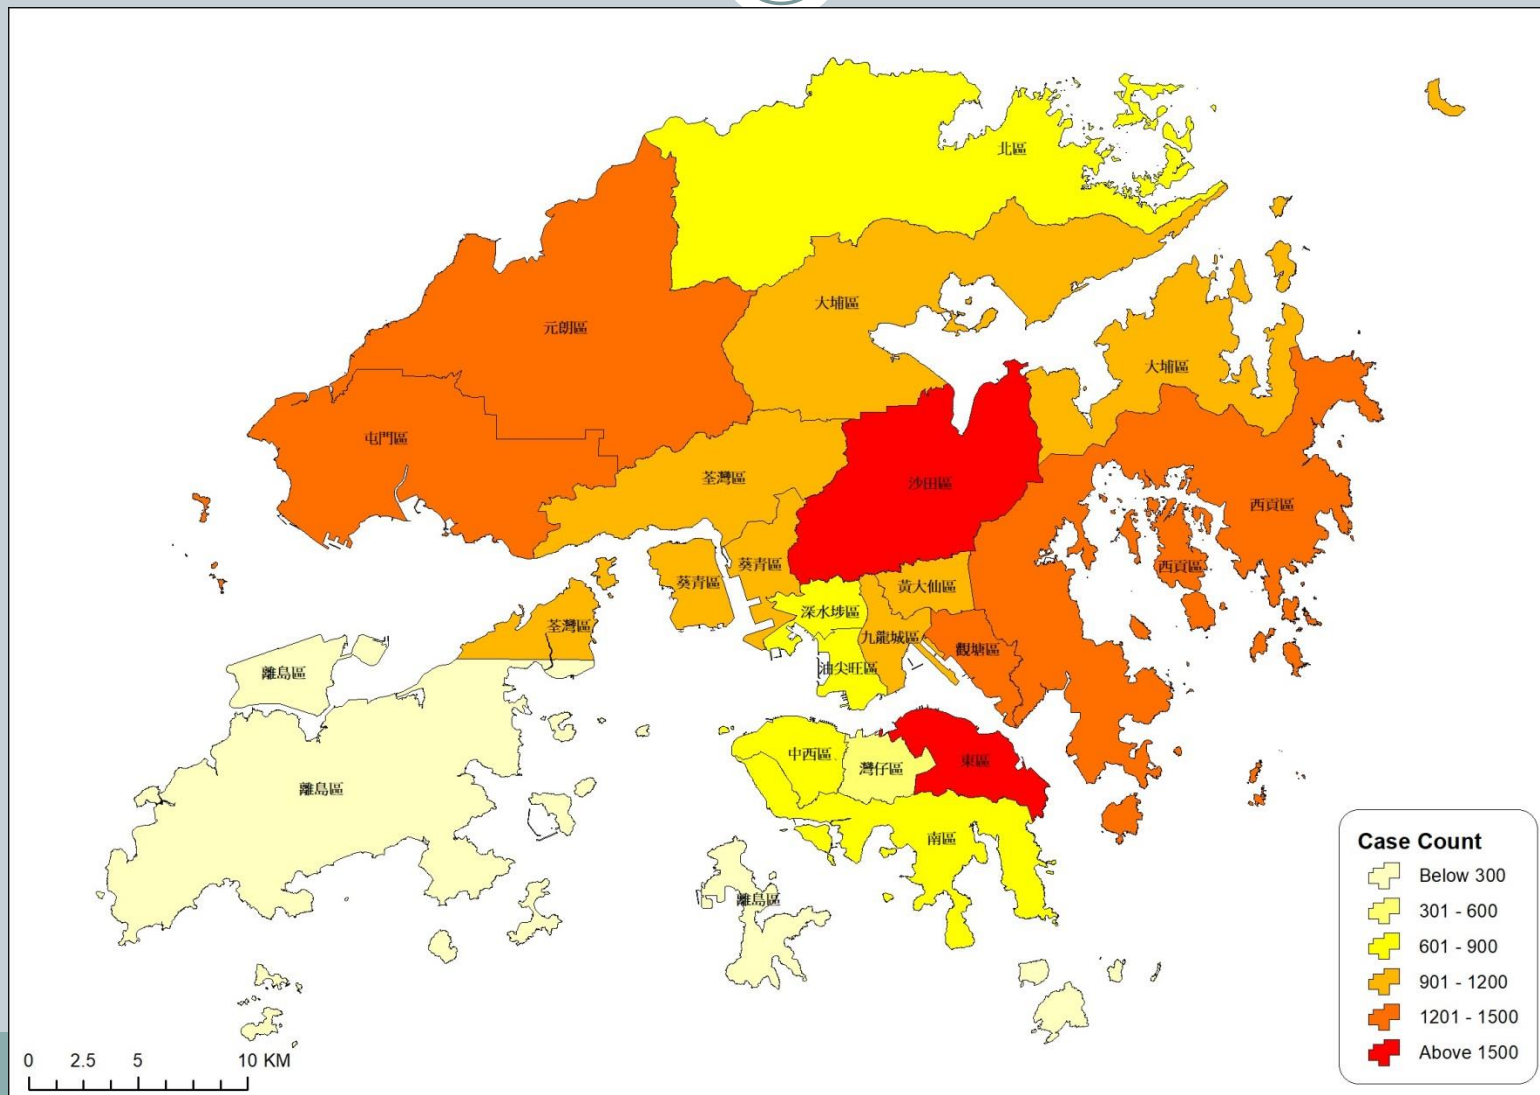 北區
大埔區
元朗區
大埔區
屯門區
荃灣區
沙田區
西貢區
葵青區
葵青區
西貢區
黃大仙區
深水埗區
荃灣區
九龍城區
觀塘區
油尖旺區
離島區
中西區
灣仔區
東區
離島區
南區
離島區
Case Count
Below 300
301 - 600
601 - 900
901 - 1200
1201 - 1500
Above 1500
0 2.5 5 10 KM